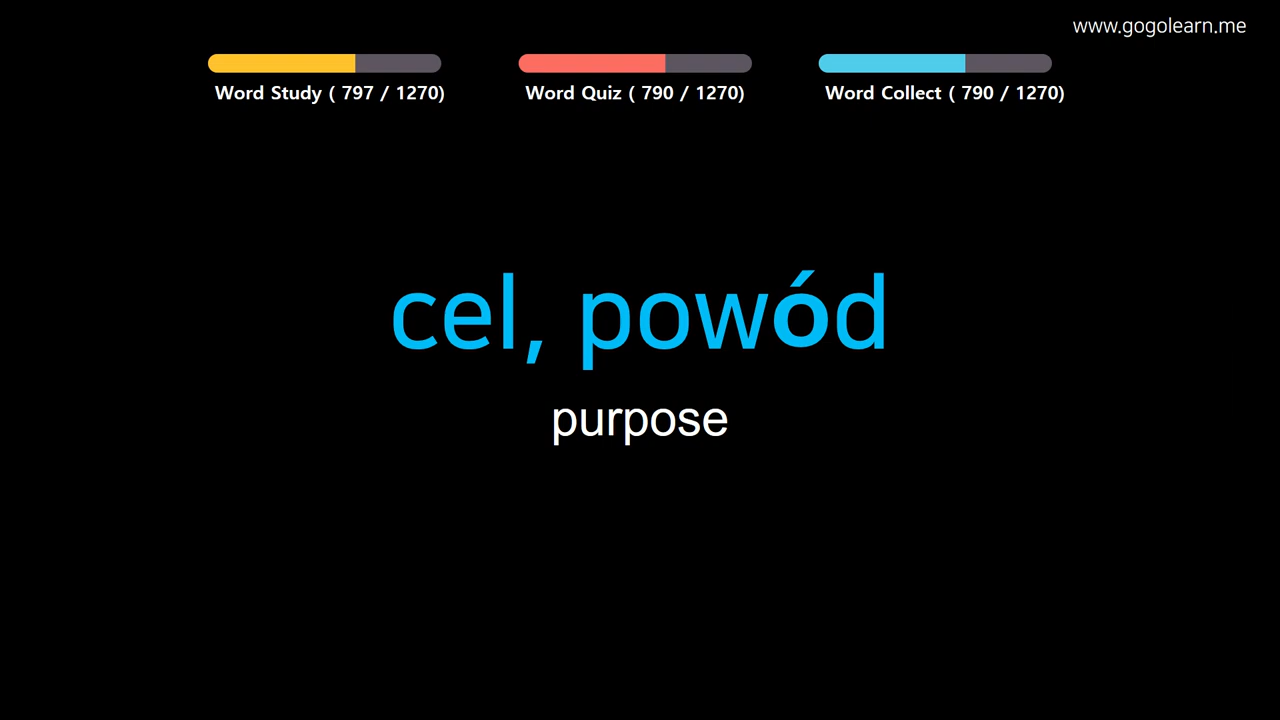 www.gogolearn.me
Word Study ( 797 / 1270)
Word Quiz ( 790 / 1270)
Word Collect ( 790 / 1270)
cel, powód
purpose